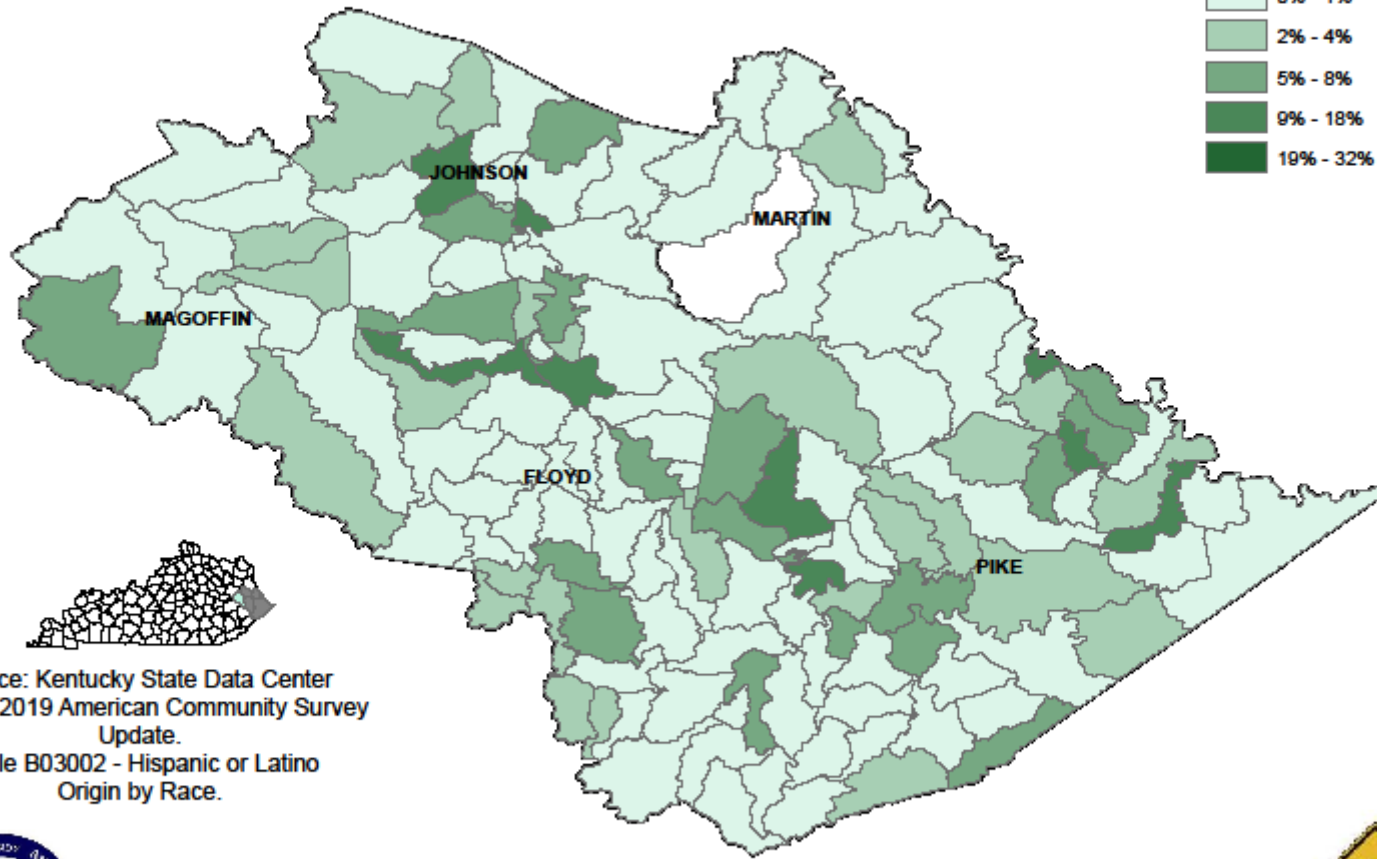 2% - 4%
5% - 8%
9% - 18%
19% - 32%
JOHNSON
MARTIN
MAGOFFIN
FLOYD
PIKE
ce: Kentucky State Data Center
2019 American Community Survey
Update.
le B03002 - Hispanic or Latino
Origin by Race.